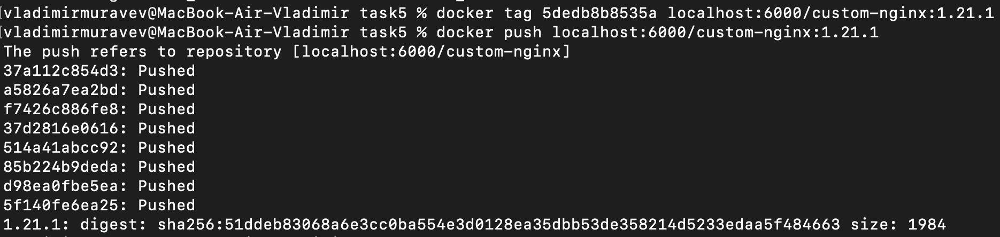 [vladimirmuravev@MacBook-Air-Vladimir task5 % docker tag 5dedb8b8535a localhost:6000/custom-nginx:1.21.1
[vladimirmuravev@MacBook-Air-Vladimir task5 % docker push localhost:6000/custom-nginx:1.21.1
The push refers to repository [localhost:6000/custom-nginx]
37a112c854d3: Pushed
a5826a7ea2bd: Pushed
f7426c886fe8: Pushed
37d2816e0616: Pushed
514a41abcc92: Pushed
85b224b9deda: Pushed
d98ea0fbe5ea: Pushed
5f140fe6ea25: Pushed
1.21.1: digest: sha256:51ddeb83068a6e3cc0ba554e3d0128ea35dbb53de358214d5233edaa5f484663 size: 1984